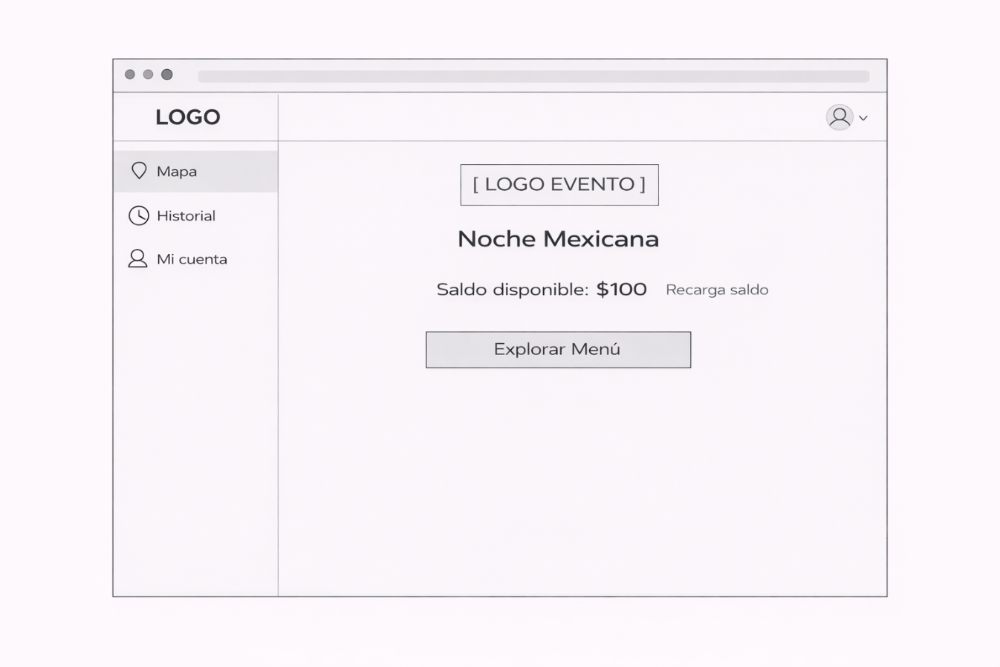 LOGO
Mapa
Historial
Mi cuenta
[ LOGO EVENTO ]
Noche Mexicana
Saldo disponible: $100 Recarga saldo
Explorar Menú